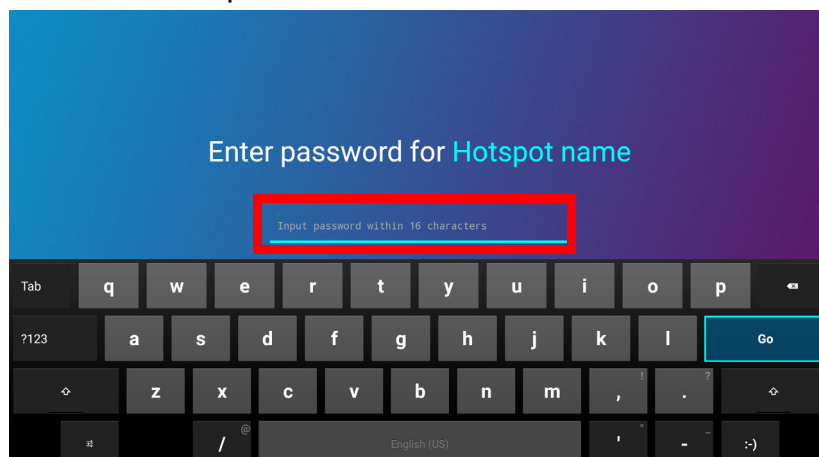 Enter password for Hotspot name
Input password within 16 characters
Tab q w e r t y u i o p
?123 a s d f g h j k l Go
z x c v b n m , ! . ?
/ @ English (US) ' " - _ :-)